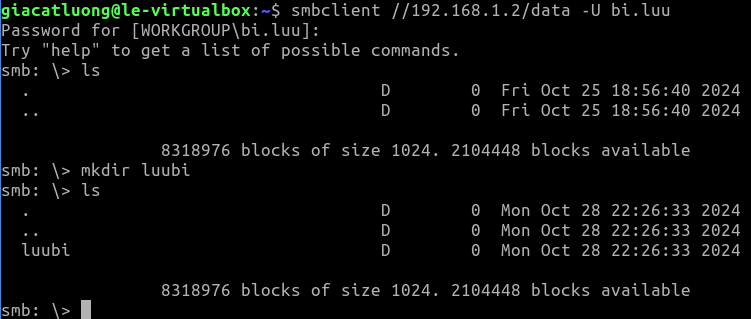 giacatluong@le-virtualbox:~$ smbclient //192.168.1.2/data -U bi.luu
Password for [WORKGROUP\bi.luu]:
Try "help" to get a list of possible commands.
smb: \> ls
  .                                   D        0  Fri Oct 25 18:56:40 2024
  ..                                  D        0  Fri Oct 25 18:56:40 2024

                8318976 blocks of size 1024. 2104448 blocks available
smb: \> mkdir luubi
smb: \> ls
  .                                   D        0  Mon Oct 28 22:26:33 2024
  ..                                  D        0  Mon Oct 28 22:26:33 2024
  luubi                               D        0  Mon Oct 28 22:26:33 2024

                8318976 blocks of size 1024. 2104448 blocks available
smb: \>